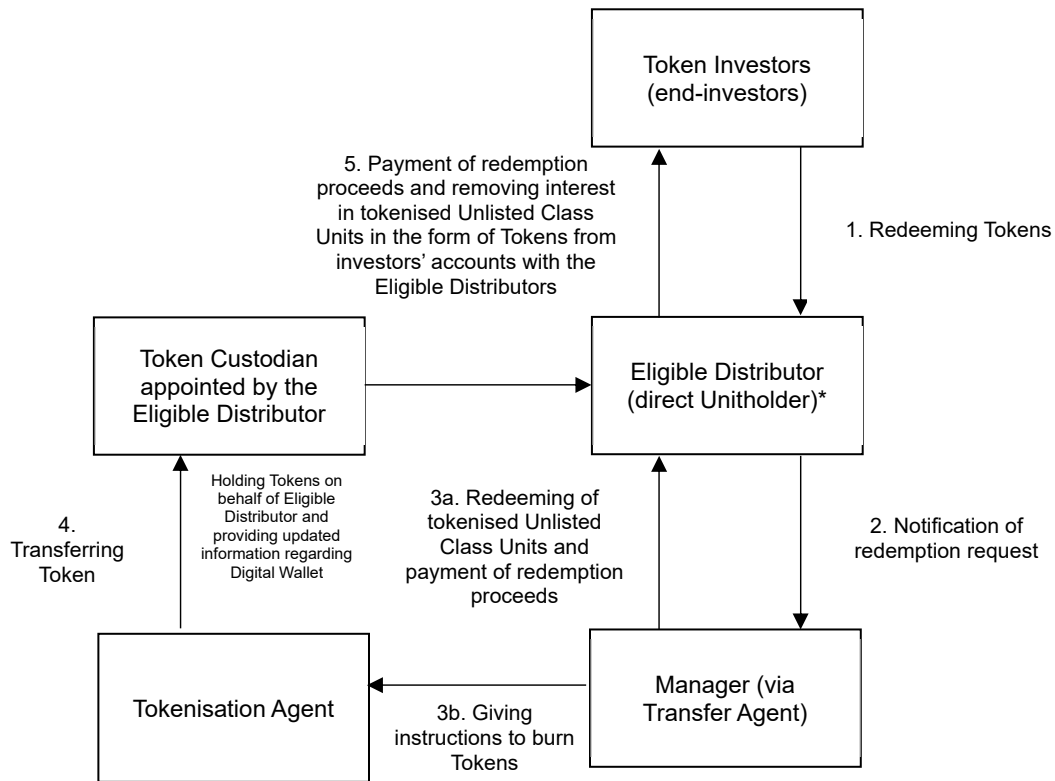 Token Investors
(end-investors)
5. Payment of redemption
proceeds and removing interest
in tokenised Unlisted Class
Units in the form of Tokens from
investors’ accounts with the
Eligible Distributors
1. Redeeming Tokens
Token Custodian
appointed by the
Eligible Distributor
Eligible Distributor
(direct Unitholder)*
4.
Transferring
Token
Holding Tokens on
behalf of Eligible
Distributor and
providing updated
information regarding
Digital Wallet
3a. Redeeming of
tokenised Unlisted
Class Units and
payment of redemption
proceeds
2. Notification of
redemption request
Tokenisation Agent
3b. Giving
instructions to burn
Tokens
Manager (via
Transfer Agent)